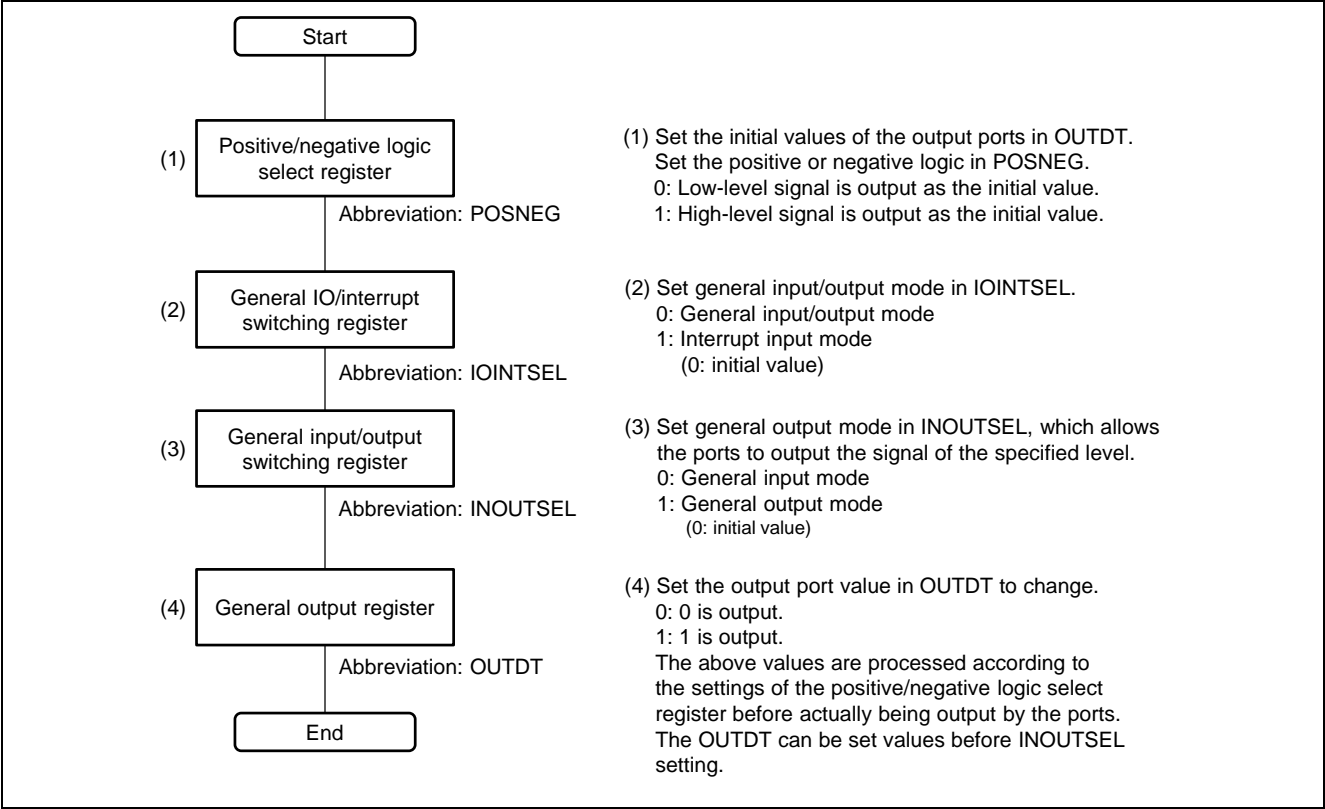 Start
(1)
Positive/negative logic
select register
Abbreviation: POSNEG
(1) Set the initial values of the output ports in OUTDT.
Set the positive or negative logic in POSNEG.
0: Low-level signal is output as the initial value.
1: High-level signal is output as the initial value.
(2)
General IO/interrupt
switching register
Abbreviation: IOINTSEL
(2) Set general input/output mode in IOINTSEL.
0: General input/output mode
1: Interrupt input mode
(0: initial value)
(3)
General input/output
switching register
Abbreviation: INOUTSEL
(3) Set general output mode in INOUTSEL, which allows
the ports to output the signal of the specified level.
0: General input mode
1: General output mode
(0: initial value)
(4)
General output register
Abbreviation: OUTDT
(4) Set the output port value in OUTDT to change.
0: 0 is output.
1: 1 is output.
The above values are processed according to
the settings of the positive/negative logic select
register before actually being output by the ports.
The OUTDT can be set values before INOUTSEL
setting.
End